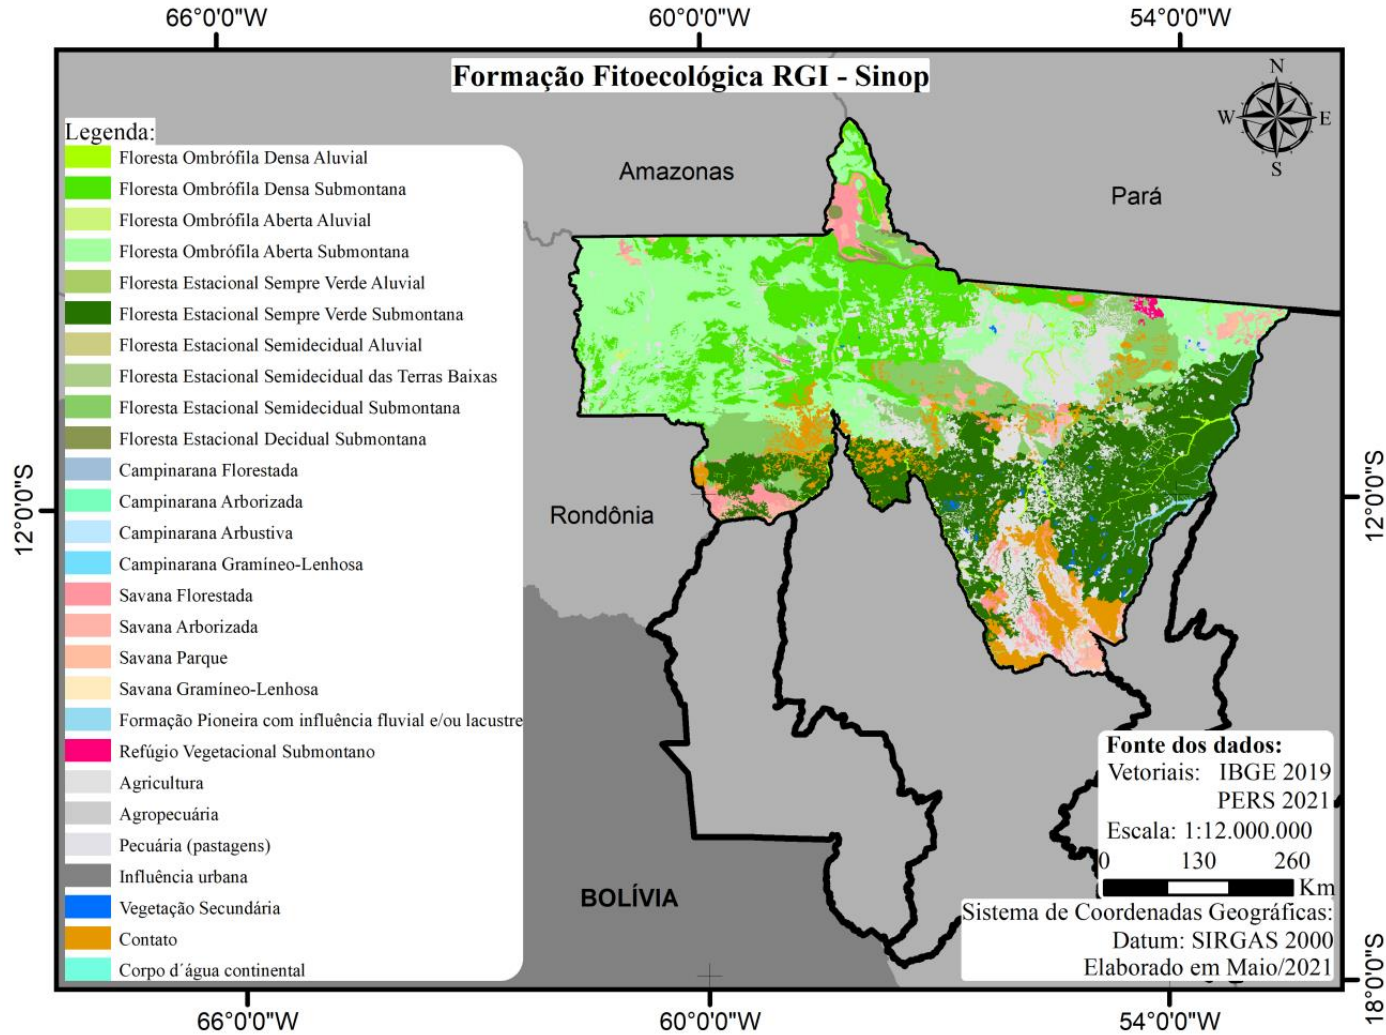 66°0'0"W
60°0'0"W
54°0'0"W
Formação Fitoecológica RGI - Sinop
N
W
E
S
Legenda:
Floresta Ombrófila Densa Aluvial
Floresta Ombrófila Densa Submontana
Floresta Ombrófila Aberta Aluvial
Floresta Ombrófila Aberta Submontana
Floresta Estacional Sempre Verde Aluvial
Floresta Estacional Sempre Verde Submontana
Floresta Estacional Semidecidual Aluvial
Floresta Estacional Semidecidual das Terras Baixas
Floresta Estacional Semidecidual Submontana
Floresta Estacional Decidual Submontana
Campinarana Florestada
Campinarana Arborizada
Campinarana Arbustiva
Campinarana Gramíneo-Lenhosa
Savana Florestada
Savana Arborizada
Savana Parque
Savana Gramíneo-Lenhosa
Formação Pioneira com influência fluvial e/ou lacustre
Refúgio Vegetacional Submontano
Agricultura
Agropecuária
Pecuária (pastagens)
Influência urbana
Vegetação Secundária
Contato
Corpo d´água continental
Amazonas
Pará
Rondônia
BOLÍVIA
12°0'0"S
12°0'0"S
Fonte dos dados:
Vetoriais: IBGE 2019
PERS 2021
Escala: 1:12.000.000
0 130 260
Km
Sistema de Coordenadas Geográficas:
Datum: SIRGAS 2000
Elaborado em Maio/2021
18°0'0"S
66°0'0"W
60°0'0"W
54°0'0"W